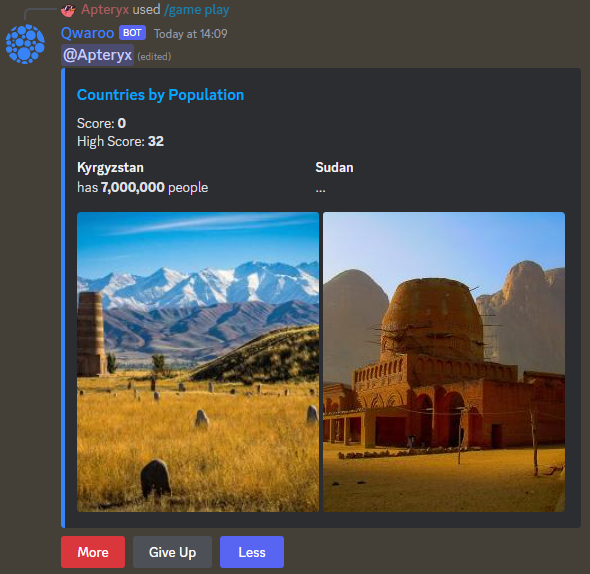 Apteryx used /game play
Qwaroo BOT Today at 14:09
@Apteryx (edited)
Countries by Population
Score: 0
High Score: 32
Kyrgyzstan Sudan
has 7,000,000 people ...
More Give Up Less